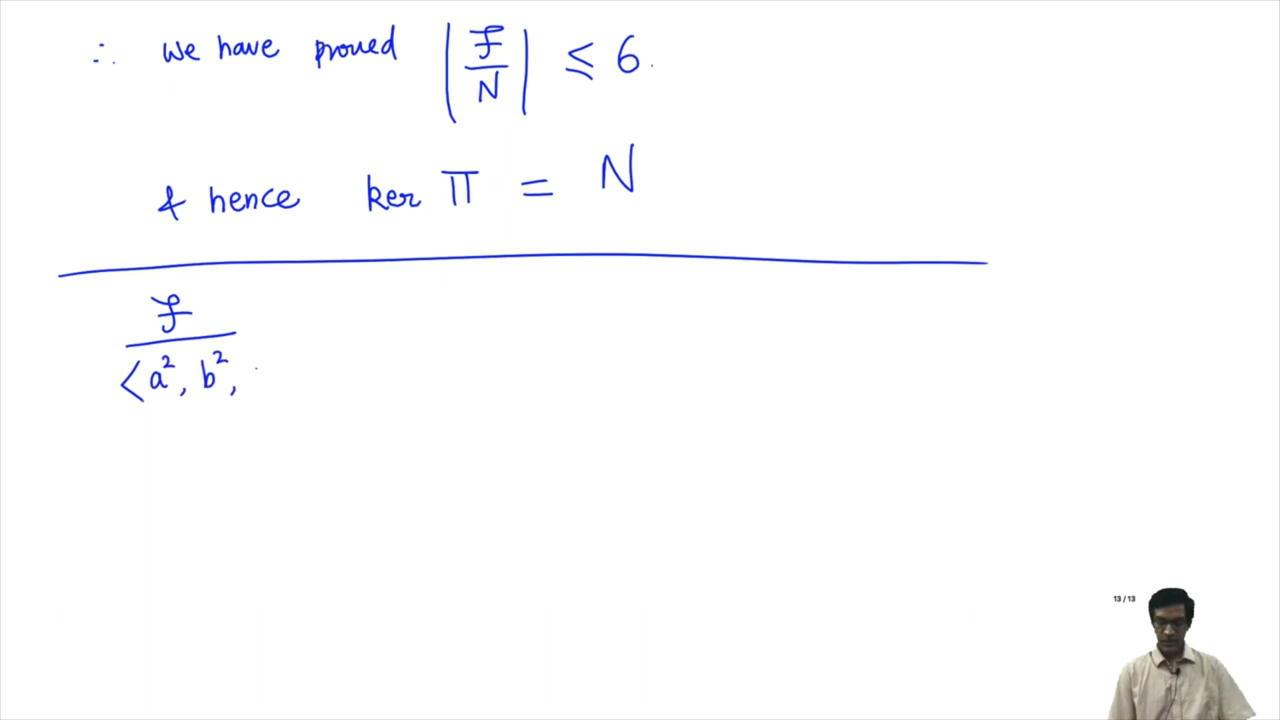 ∴ we have proved |𝓕/N| ≤ 6.
& hence ker π = N
𝓕
⟨a², b²,
13 / 13